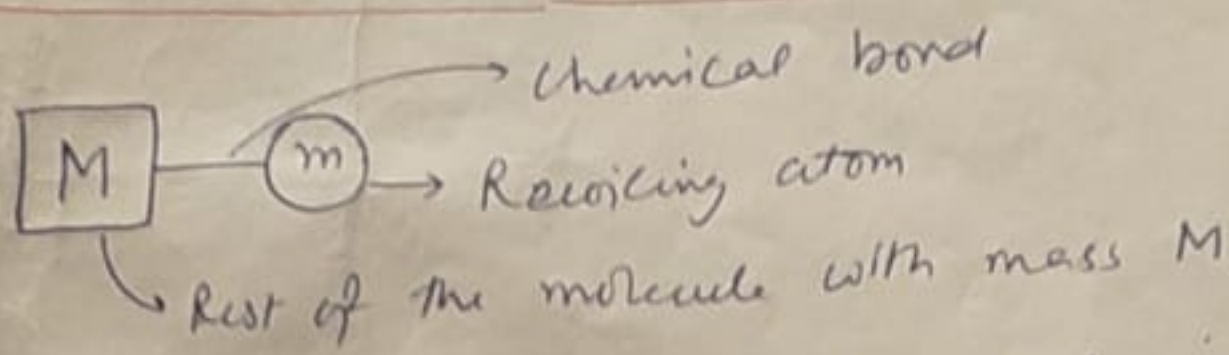 Chemical bond
M
m
Recoiling atom
Rest of the molecule with mass M